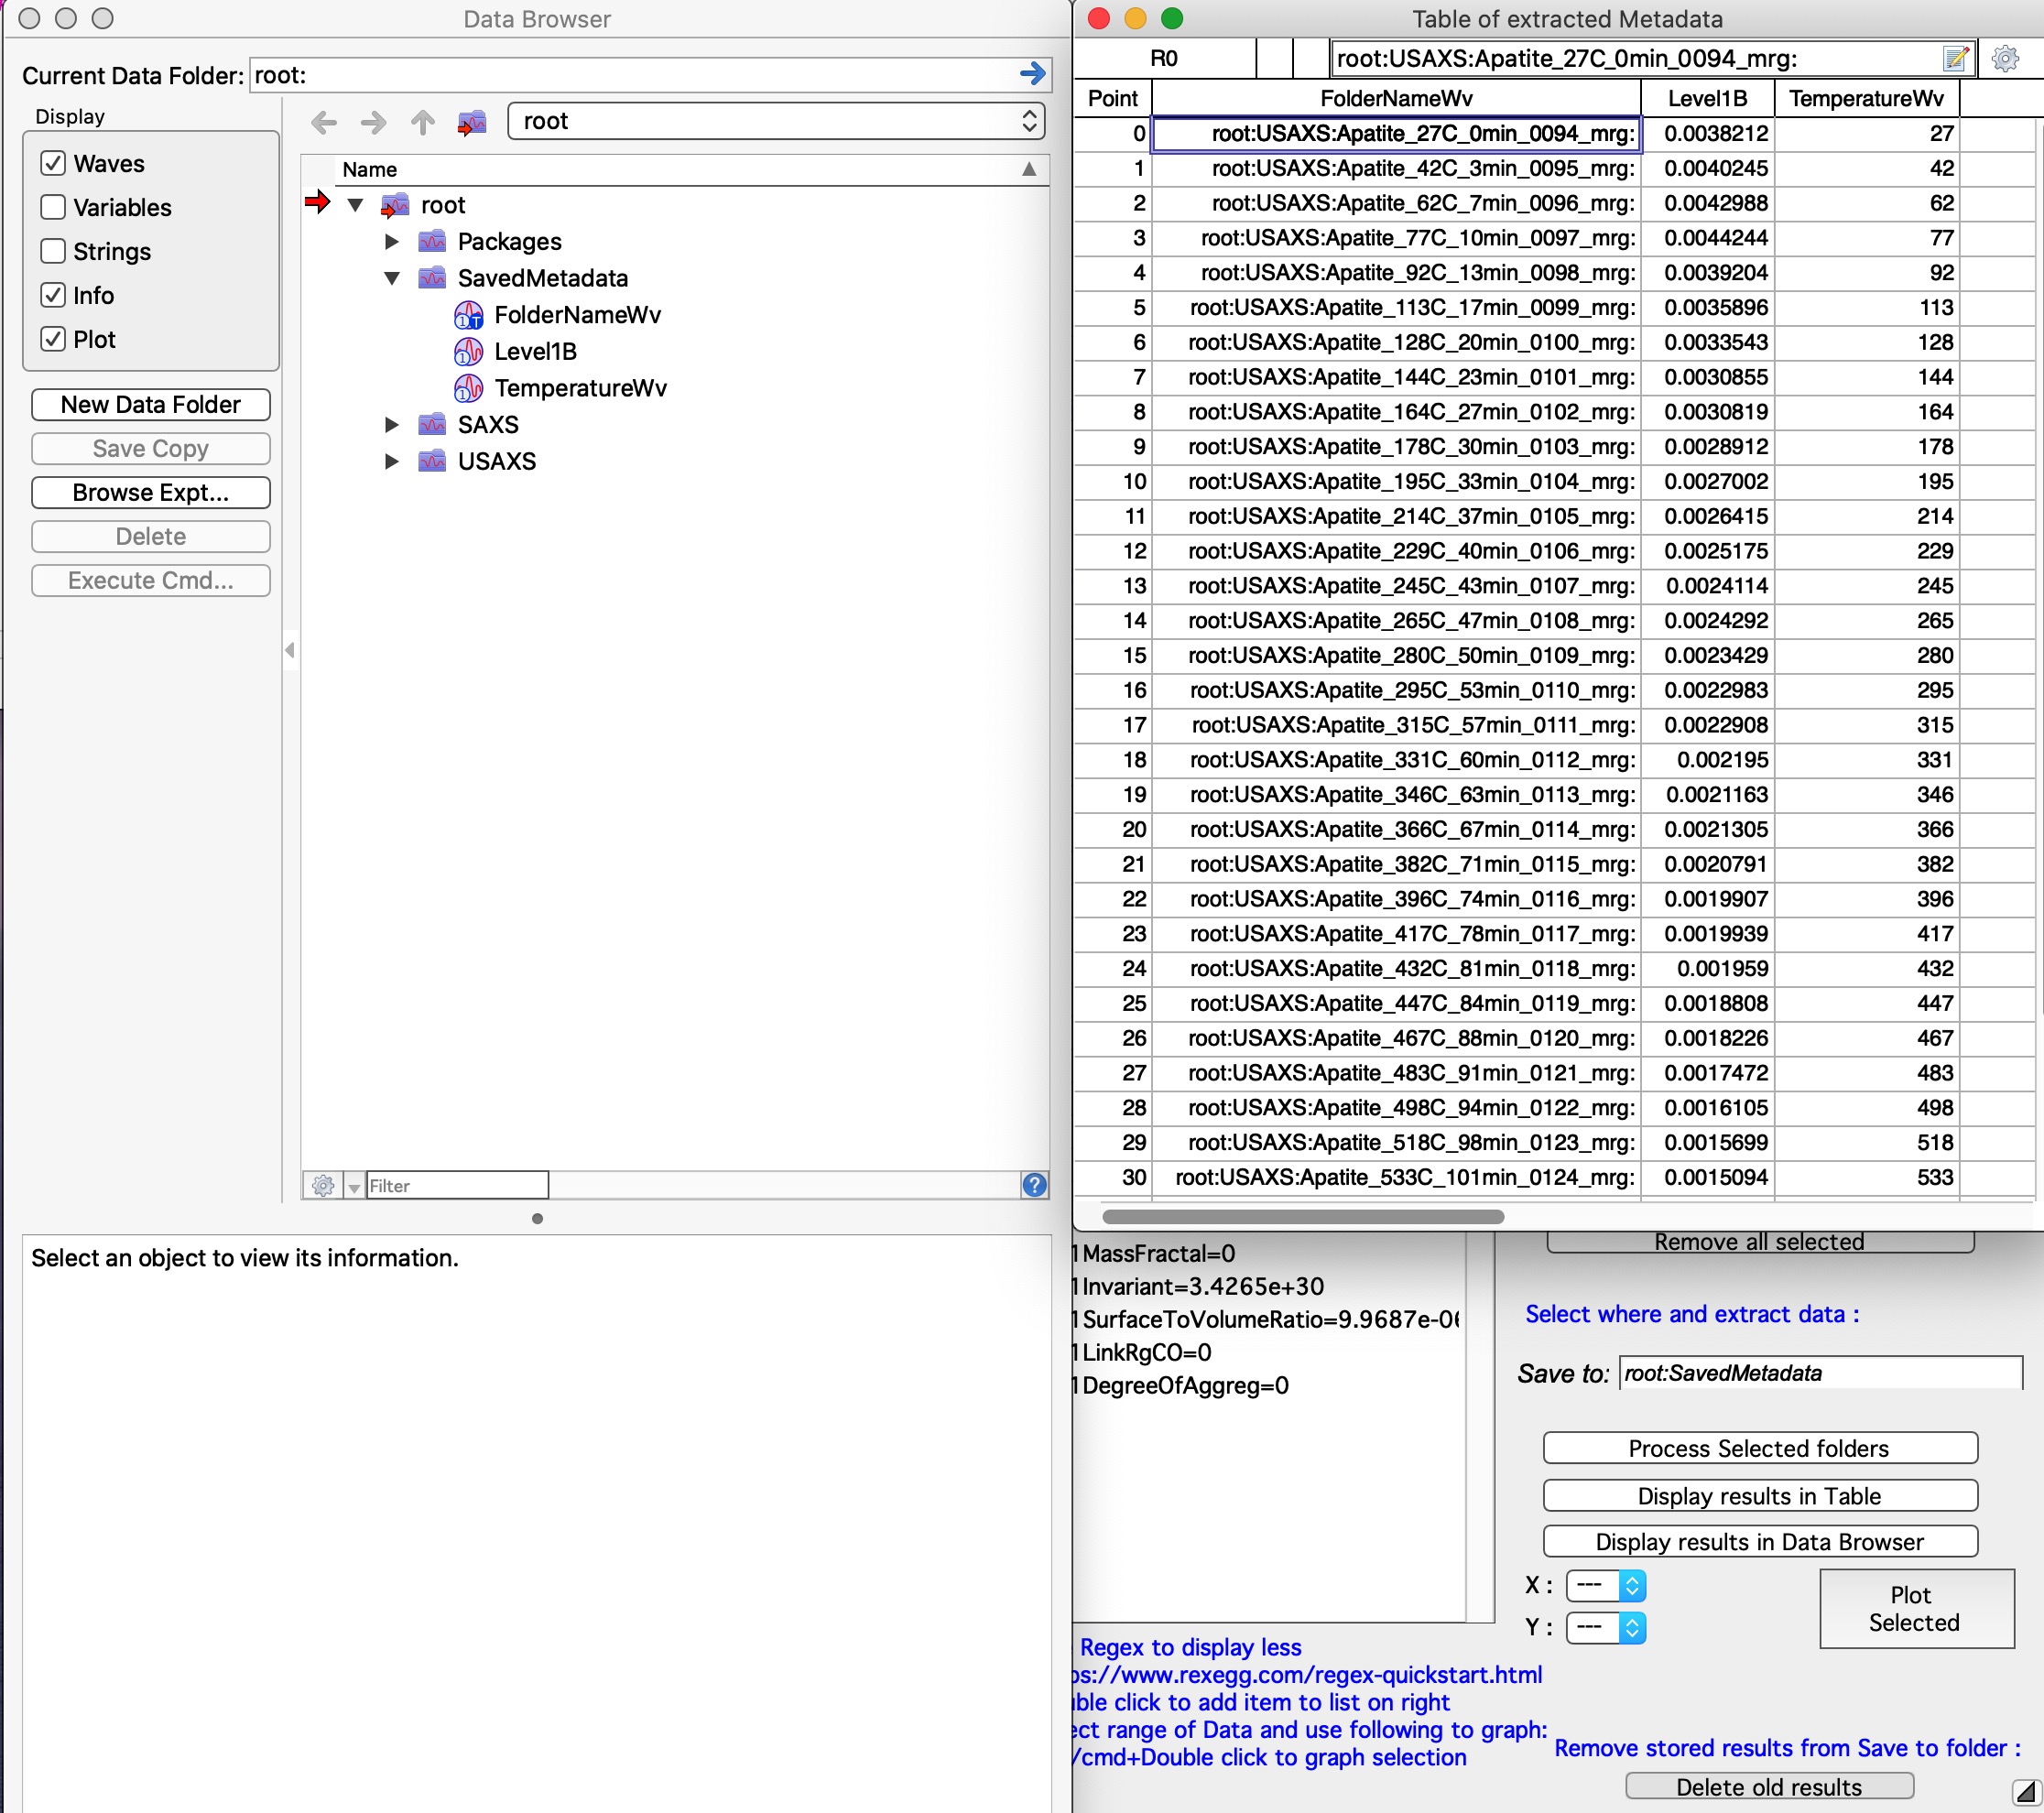 Data Browser
Current Data Folder: root:
Display
Waves
Variables
Strings
Info
Plot
New Data Folder
Save Copy
Browse Expt...
Delete
Execute Cmd...
root
Name
root
Packages
SavedMetadata
FolderNameWv
Level1B
TemperatureWv
SAXS
USAXS
Filter
Select an object to view its information.
Table of extracted Metadata
R0 root:USAXS:Apatite_27C_0min_0094_mrg:
Point FolderNameWv Level1B TemperatureWv
0 root:USAXS:Apatite_27C_0min_0094_mrg: 0.0038212 27
1 root:USAXS:Apatite_42C_3min_0095_mrg: 0.0040245 42
2 root:USAXS:Apatite_62C_7min_0096_mrg: 0.0042988 62
3 root:USAXS:Apatite_77C_10min_0097_mrg: 0.0044244 77
4 root:USAXS:Apatite_92C_13min_0098_mrg: 0.0039204 92
5 root:USAXS:Apatite_113C_17min_0099_mrg: 0.0035896 113
6 root:USAXS:Apatite_128C_20min_0100_mrg: 0.0033543 128
7 root:USAXS:Apatite_144C_23min_0101_mrg: 0.0030855 144
8 root:USAXS:Apatite_164C_27min_0102_mrg: 0.0030819 164
9 root:USAXS:Apatite_178C_30min_0103_mrg: 0.0028912 178
10 root:USAXS:Apatite_195C_33min_0104_mrg: 0.0027002 195
11 root:USAXS:Apatite_214C_37min_0105_mrg: 0.0026415 214
12 root:USAXS:Apatite_229C_40min_0106_mrg: 0.0025175 229
13 root:USAXS:Apatite_245C_43min_0107_mrg: 0.0024114 245
14 root:USAXS:Apatite_265C_47min_0108_mrg: 0.0024292 265
15 root:USAXS:Apatite_280C_50min_0109_mrg: 0.0023429 280
16 root:USAXS:Apatite_295C_53min_0110_mrg: 0.0022983 295
17 root:USAXS:Apatite_315C_57min_0111_mrg: 0.0022908 315
18 root:USAXS:Apatite_331C_60min_0112_mrg: 0.002195 331
19 root:USAXS:Apatite_346C_63min_0113_mrg: 0.0021163 346
20 root:USAXS:Apatite_366C_67min_0114_mrg: 0.0021305 366
21 root:USAXS:Apatite_382C_71min_0115_mrg: 0.0020791 382
22 root:USAXS:Apatite_396C_74min_0116_mrg: 0.0019907 396
23 root:USAXS:Apatite_417C_78min_0117_mrg: 0.0019939 417
24 root:USAXS:Apatite_432C_81min_0118_mrg: 0.001959 432
25 root:USAXS:Apatite_447C_84min_0119_mrg: 0.0018808 447
26 root:USAXS:Apatite_467C_88min_0120_mrg: 0.0018226 467
27 root:USAXS:Apatite_483C_91min_0121_mrg: 0.0017472 483
28 root:USAXS:Apatite_498C_94min_0122_mrg: 0.0016105 498
29 root:USAXS:Apatite_518C_98min_0123_mrg: 0.0015699 518
30 root:USAXS:Apatite_533C_101min_0124_mrg: 0.0015094 533
1MassFractal=0
1Invariant=3.4265e+30
1SurfaceToVolumeRatio=9.9687e-0
1LinkRgCO=0
1DegreeOfAggreg=0
Remove all selected
Select where and extract data :
Save to: root:SavedMetadata
Process Selected folders
Display results in Table
Display results in Data Browser
X : ---
Y : ---
Plot
Selected
Regex to display less
ps://www.rexegg.com/regex-quickstart.html
ble click to add item to list on right
ect range of Data and use following to graph:
/cmd+Double click to graph selection
Remove stored results from Save to folder :
Delete old results